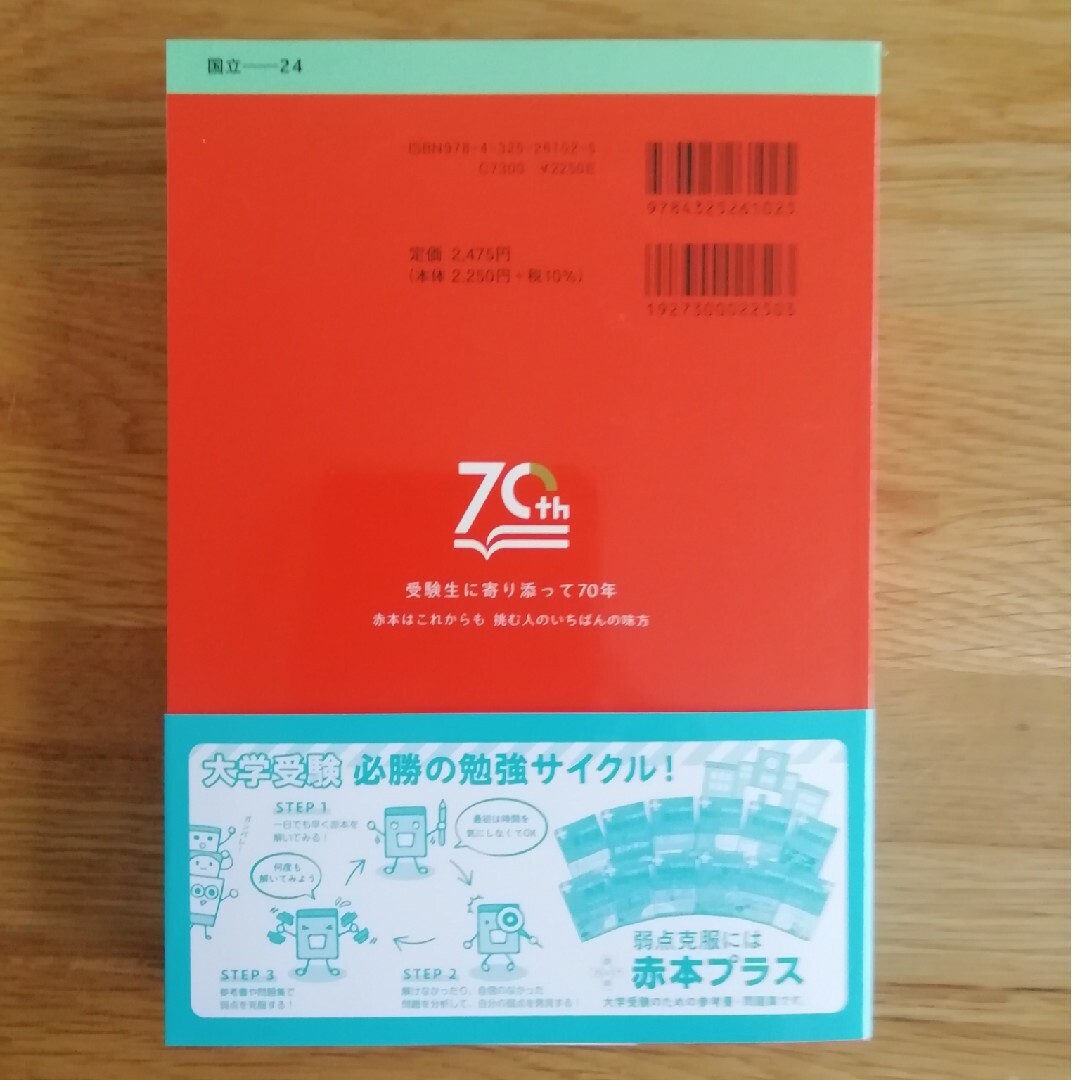 国立――24
ISBN978-4-325-26102-5
C7300 ¥2250E
9784325261025
定価 2,475円
(本体 2,250円+税10%)
1927300022503
70th
受験生に寄り添って70年
赤本はこれからも 挑む人のいちばんの味方
大学受験 必勝の勉強サイクル!
STEP 1
一日でも早く赤本を
解いてみる!
最初は時間を
気にしなくてOK
何度も
解いてみよう
STEP 3
参考書や問題集で
弱点を克服する!
STEP 2
解けなかったり、自信のなかった
問題を分析して、自分の弱点を発見する!
弱点克服には
赤本プラス
大学受験のための参考書・問題集です。